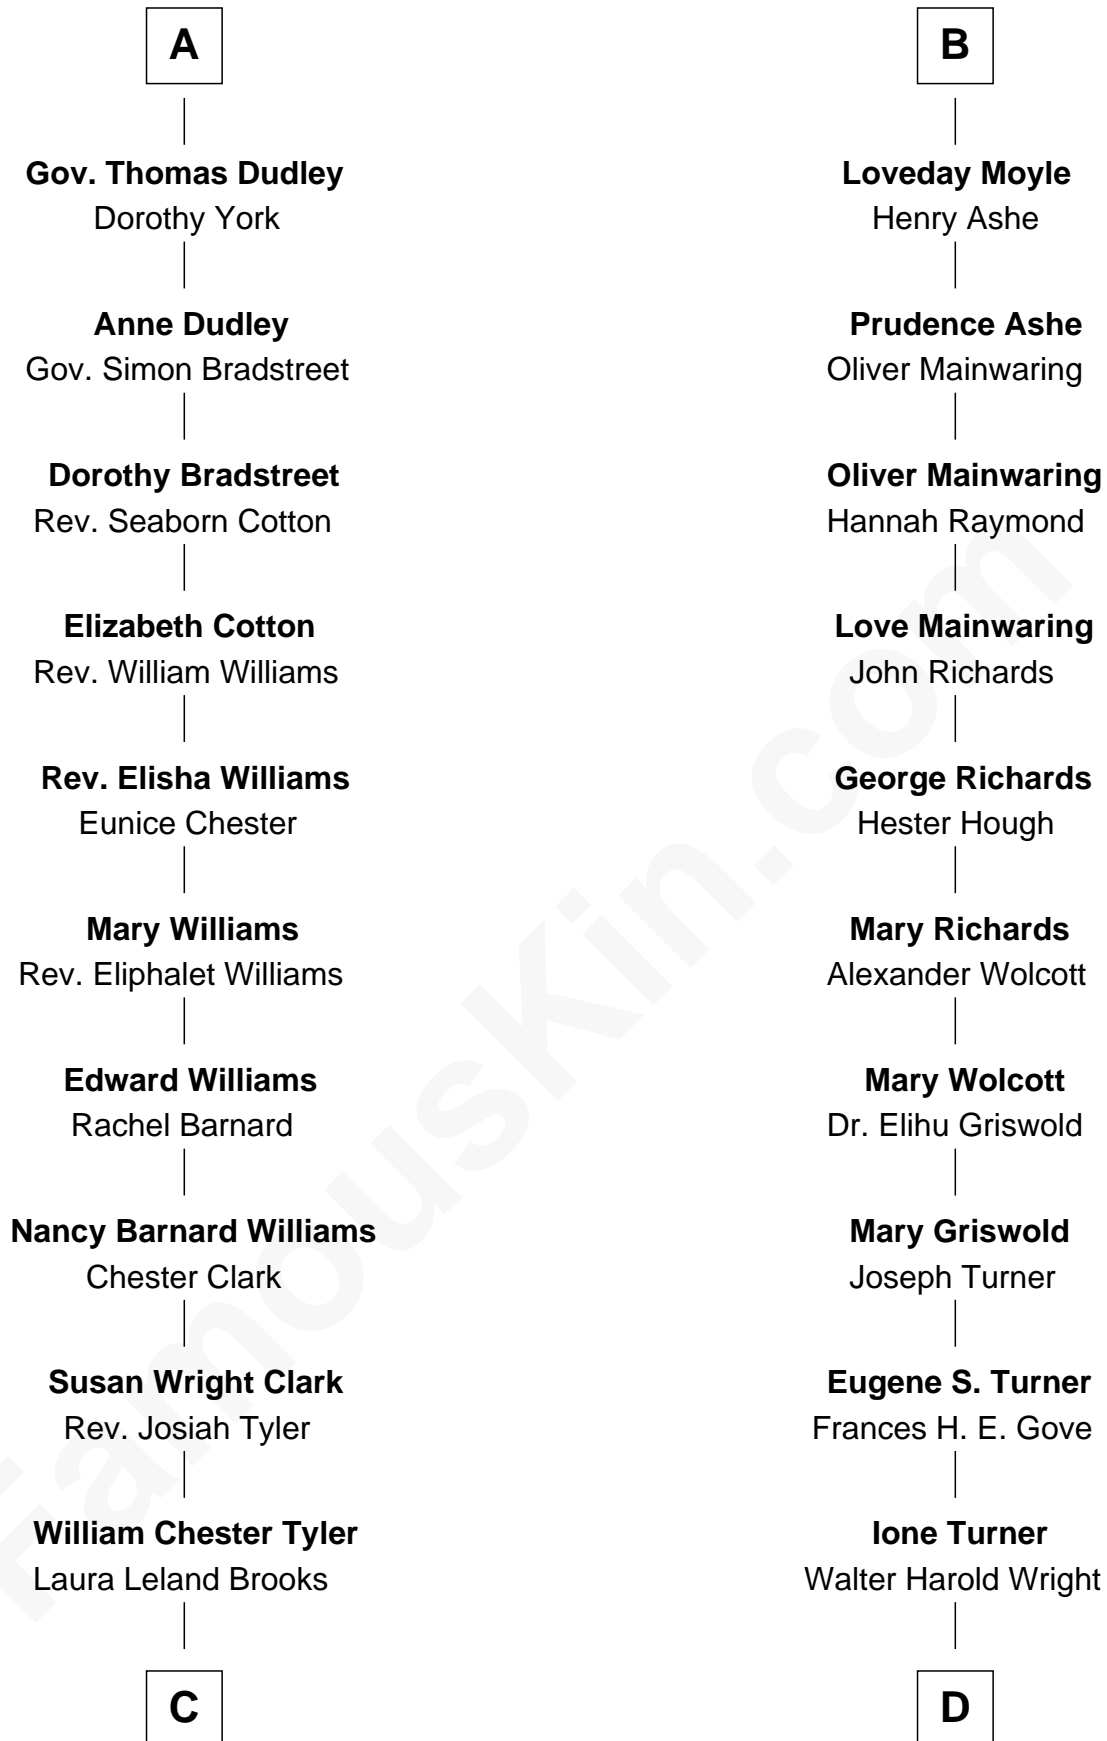 A
Gov. Thomas Dudley
Dorothy York
Anne Dudley
Gov. Simon Bradstreet
Dorothy Bradstreet
Rev. Seaborn Cotton
Elizabeth Cotton
Rev. William Williams
Rev. Elisha Williams
Eunice Chester
Mary Williams
Rev. Eliphalet Williams
Edward Williams
Rachel Barnard
Nancy Barnard Williams
Chester Clark
Susan Wright Clark
Rev. Josiah Tyler
William Chester Tyler
Laura Leland Brooks
C
B
Loveday Moyle
Henry Ashe
Prudence Ashe
Oliver Mainwaring
Oliver Mainwaring
Hannah Raymond
Love Mainwaring
John Richards
George Richards
Hester Hough
Mary Richards
Alexander Wolcott
Mary Wolcott
Dr. Elihu Griswold
Mary Griswold
Joseph Turner
Eugene S. Turner
Frances H. E. Gove
Ione Turner
Walter Harold Wright
D
FamousKin.com